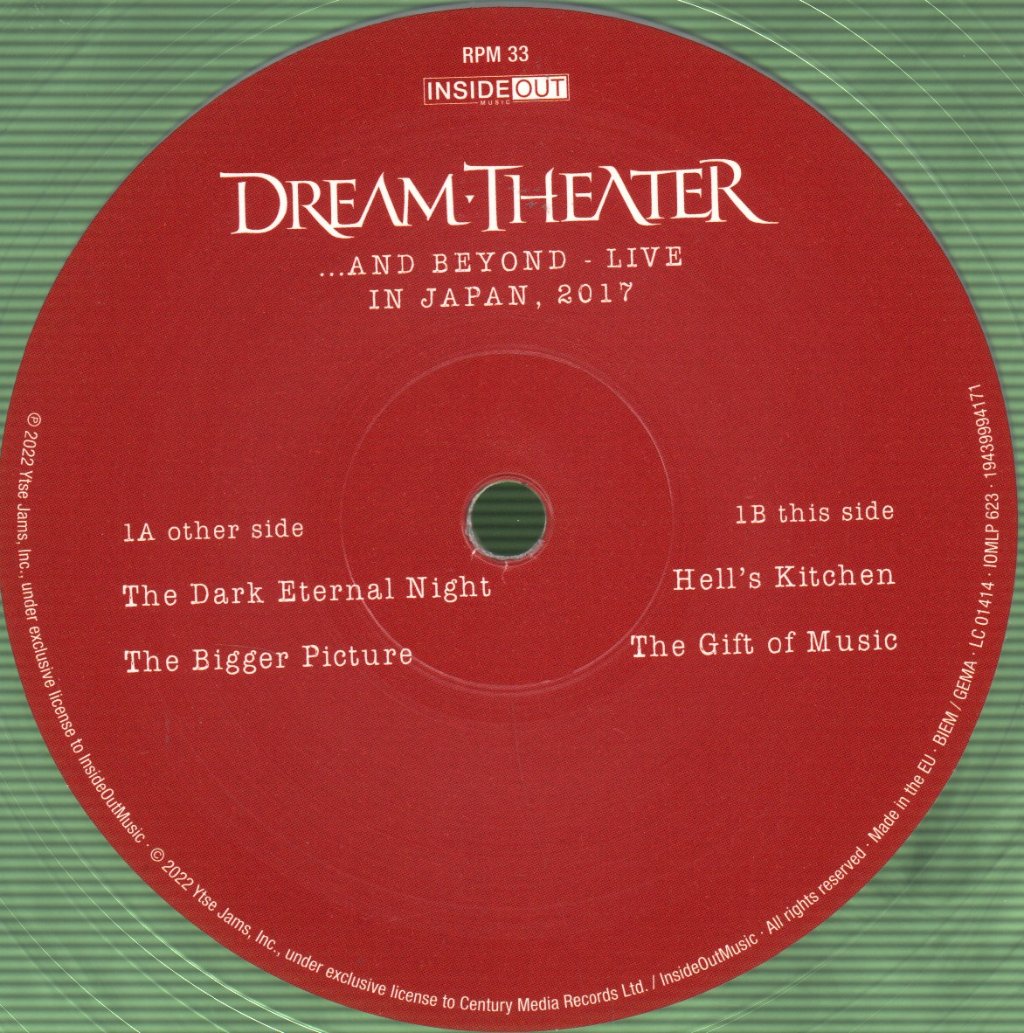 RPM 33
INSIDEOUT
MUSIC
DREAM·THEATER
...AND BEYOND - LIVE
IN JAPAN, 2017
1A other side
The Dark Eternal Night
The Bigger Picture
1B this side
Hell's Kitchen
The Gift of Music
℗ 2022 Ytse Jams, Inc., under exclusive license to InsideOutMusic · © 2022 Ytse Jams, Inc., under exclusive license to Century Media Records Ltd. / InsideOutMusic · All rights reserved · Made in the EU · BIEM / GEMA · LC 01414 · IOMLP 623 · 19439994171